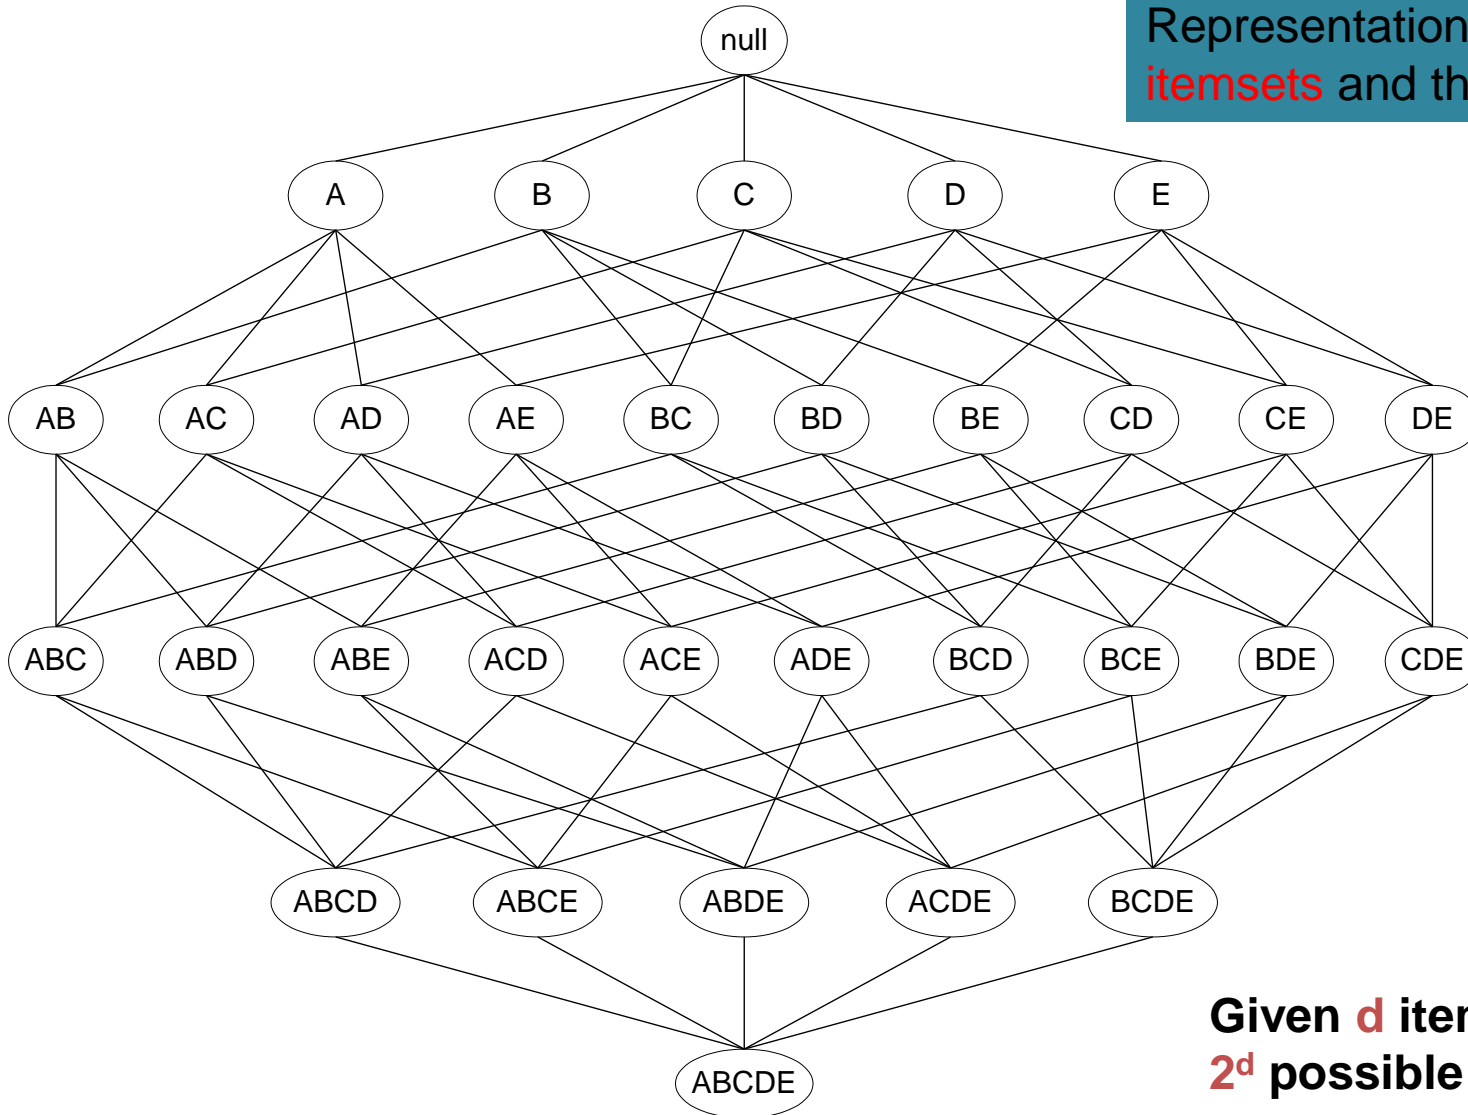 Representation
itemsets and th
null
A B C D E
AB AC AD AE BC BD BE CD CE DE
ABC ABD ABE ACD ACE ADE BCD BCE BDE CDE
ABCD ABCE ABDE ACDE BCDE
ABCDE
Given d iter
2ᵈ possible